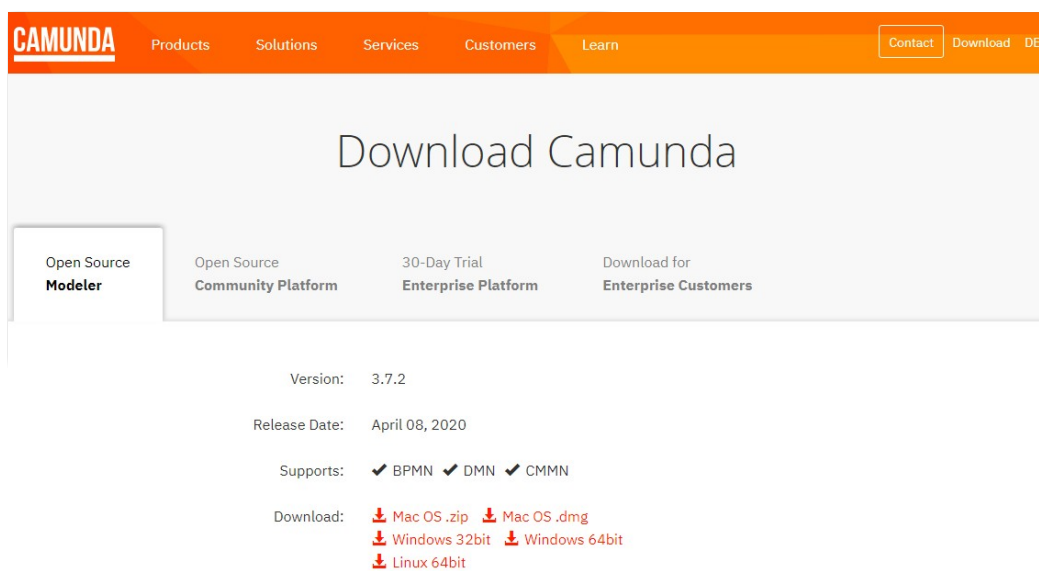 CAMUNDA Products Solutions Services Customers Learn Contact Download DE
Download Camunda
Open Source
Modeler
Open Source
Community Platform
30-Day Trial
Enterprise Platform
Download for
Enterprise Customers
Version: 3.7.2
Release Date: April 08, 2020
Supports: ✔ BPMN ✔ DMN ✔ CMMN
Download: Mac OS .zip Mac OS .dmg
Windows 32bit Windows 64bit
Linux 64bit